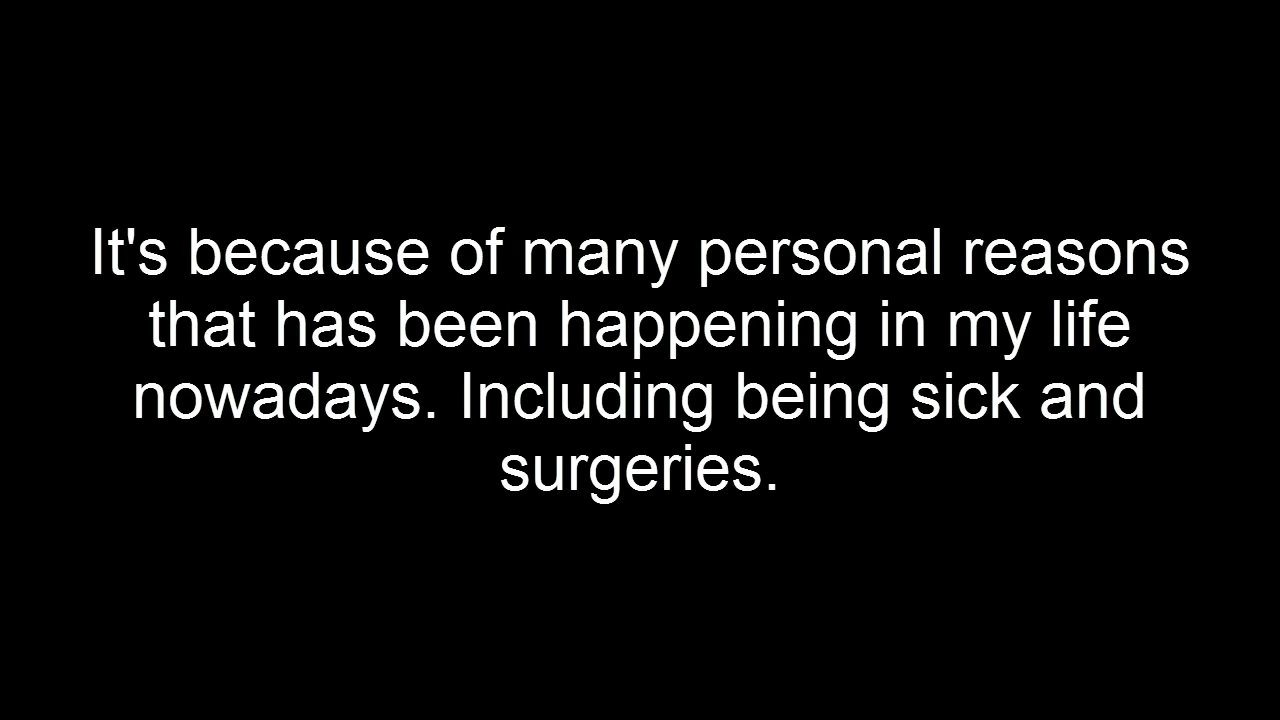 It's because of many personal reasons
that has been happening in my life
nowadays. Including being sick and
surgeries.